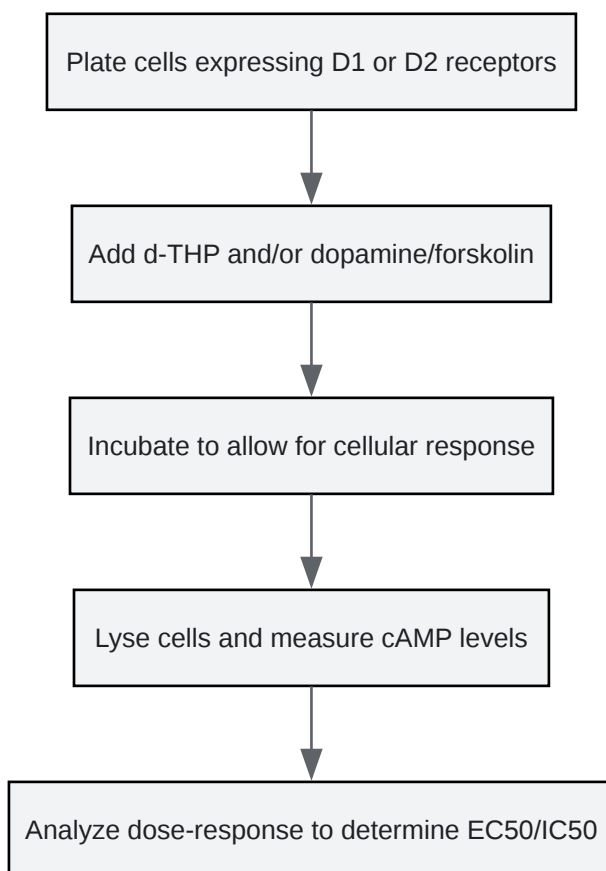 Plate cells expressing D1 or D2 receptors
Add d-THP and/or dopamine/forskolin
Incubate to allow for cellular response
Lyse cells and measure cAMP levels
Analyze dose-response to determine EC50/IC50